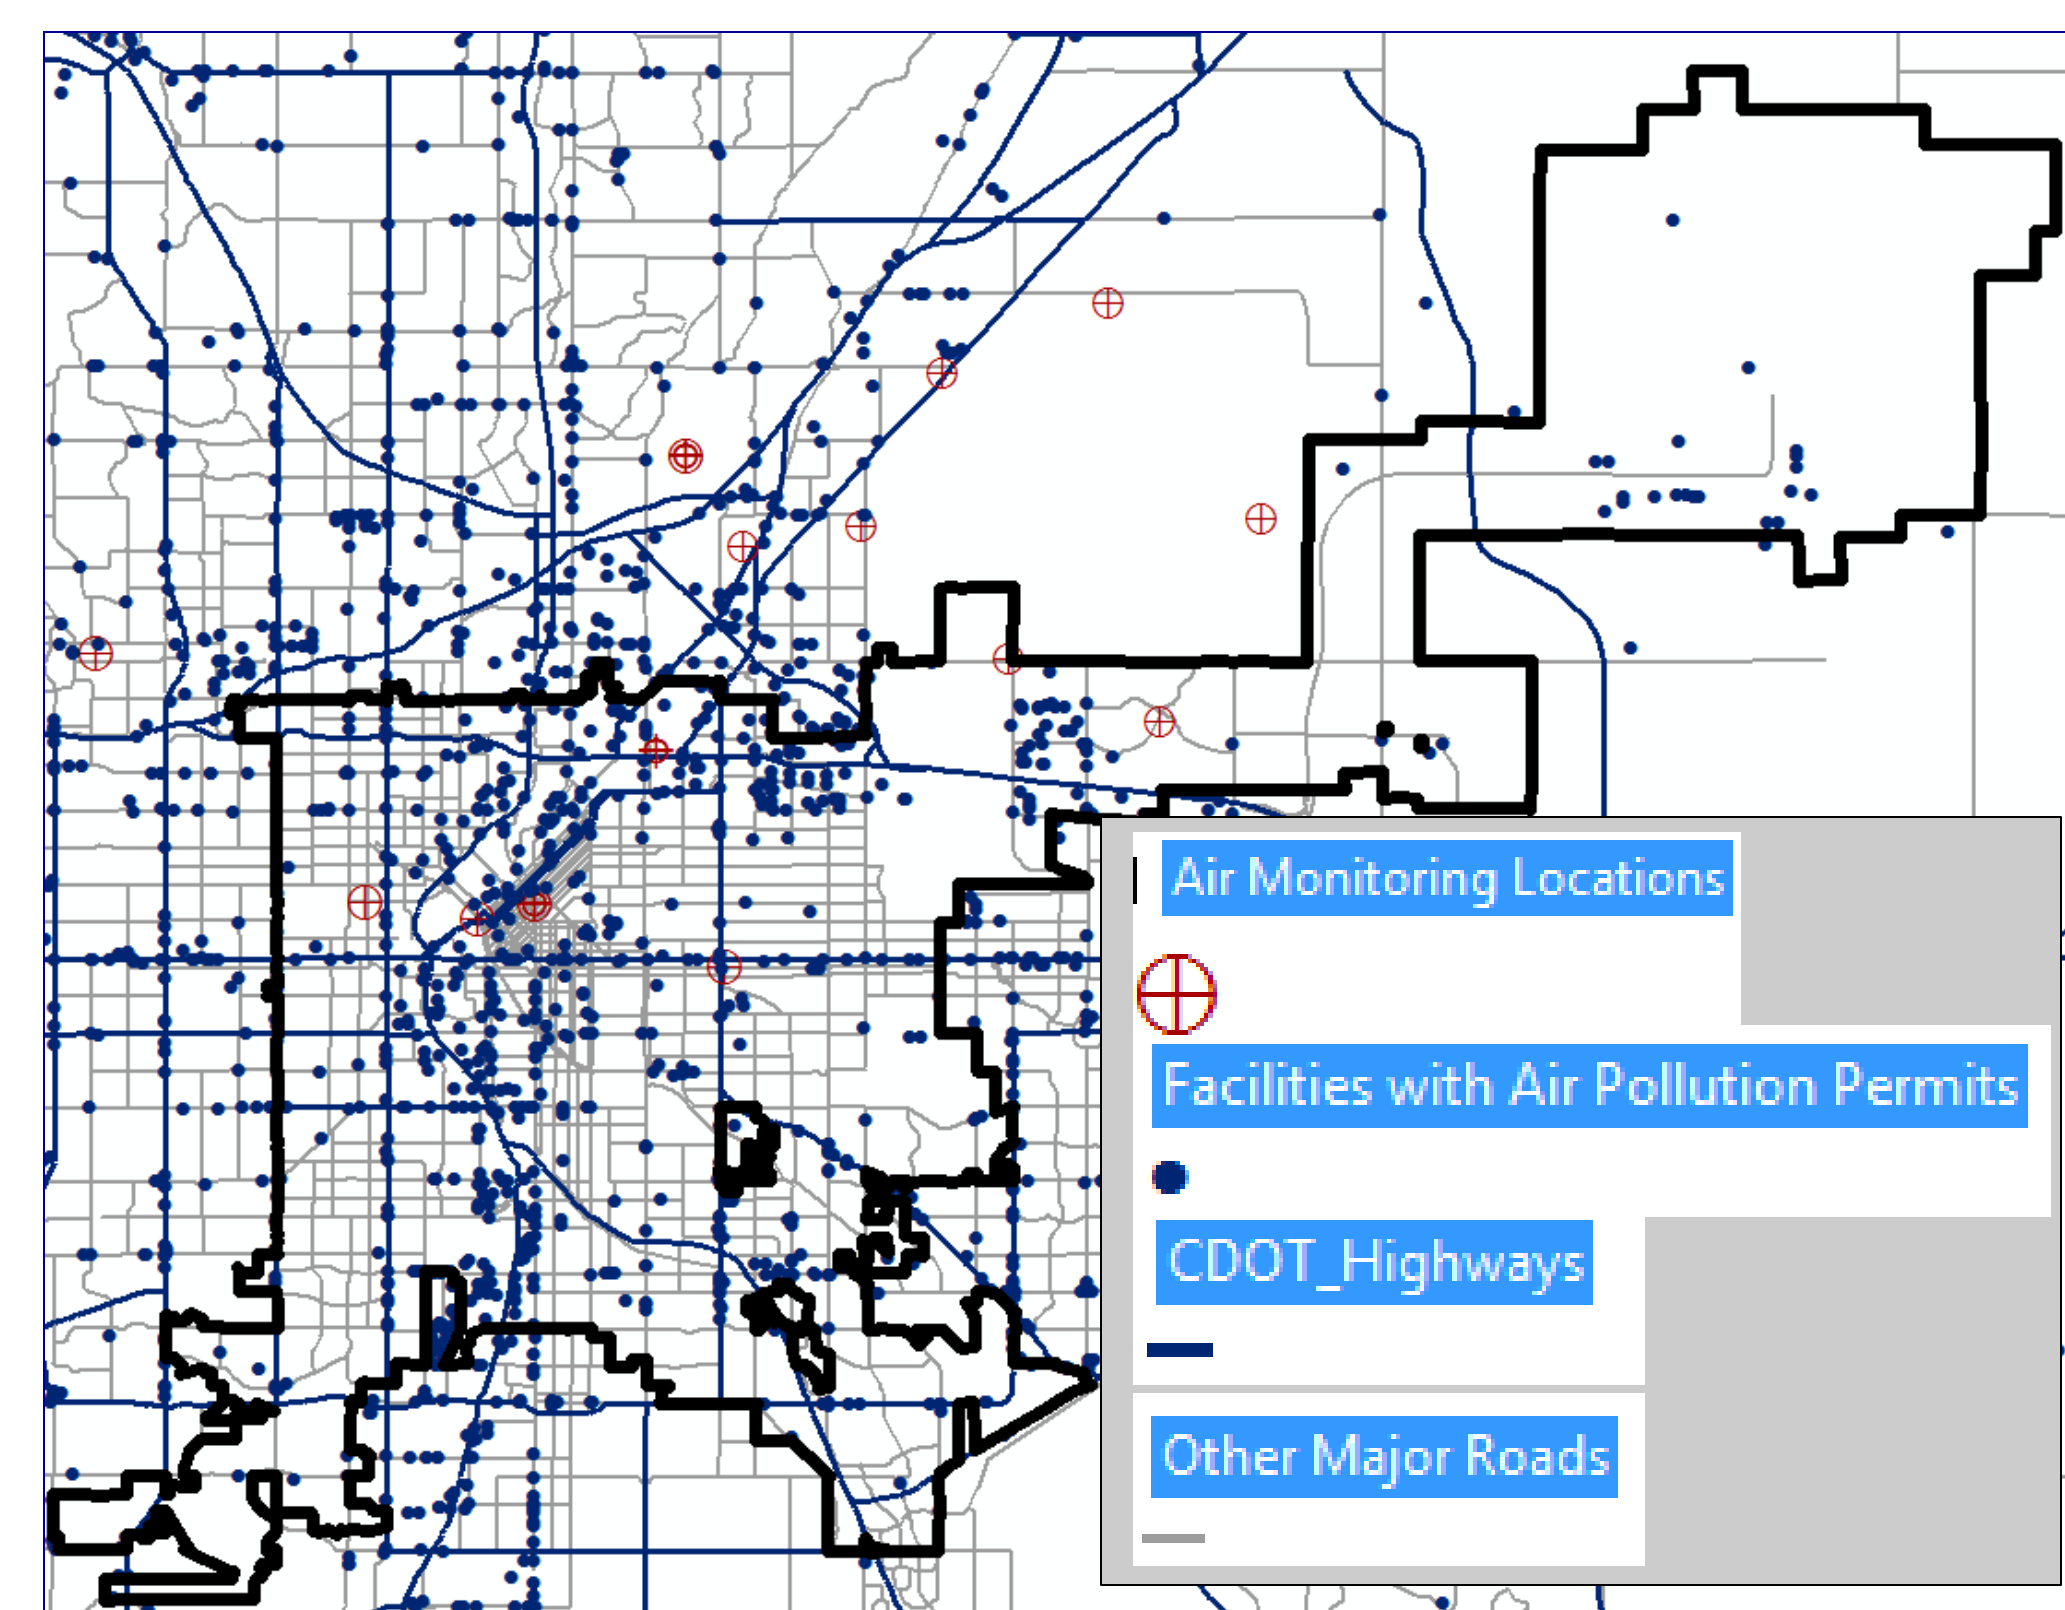 Air Monitoring Locations
Facilities with Air Pollution Permits
CDOT_Highways
Other Major Roads